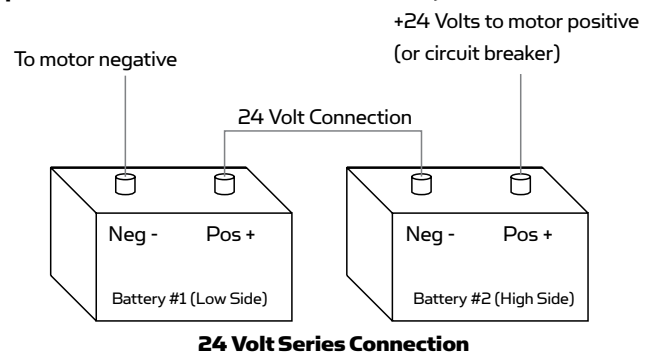 +24 Volts to motor positive
(or circuit breaker)
To motor negative
24 Volt Connection
Neg -
Pos +
Neg -
Pos +
Battery #1 (Low Side)
Battery #2 (High Side)
24 Volt Series Connection